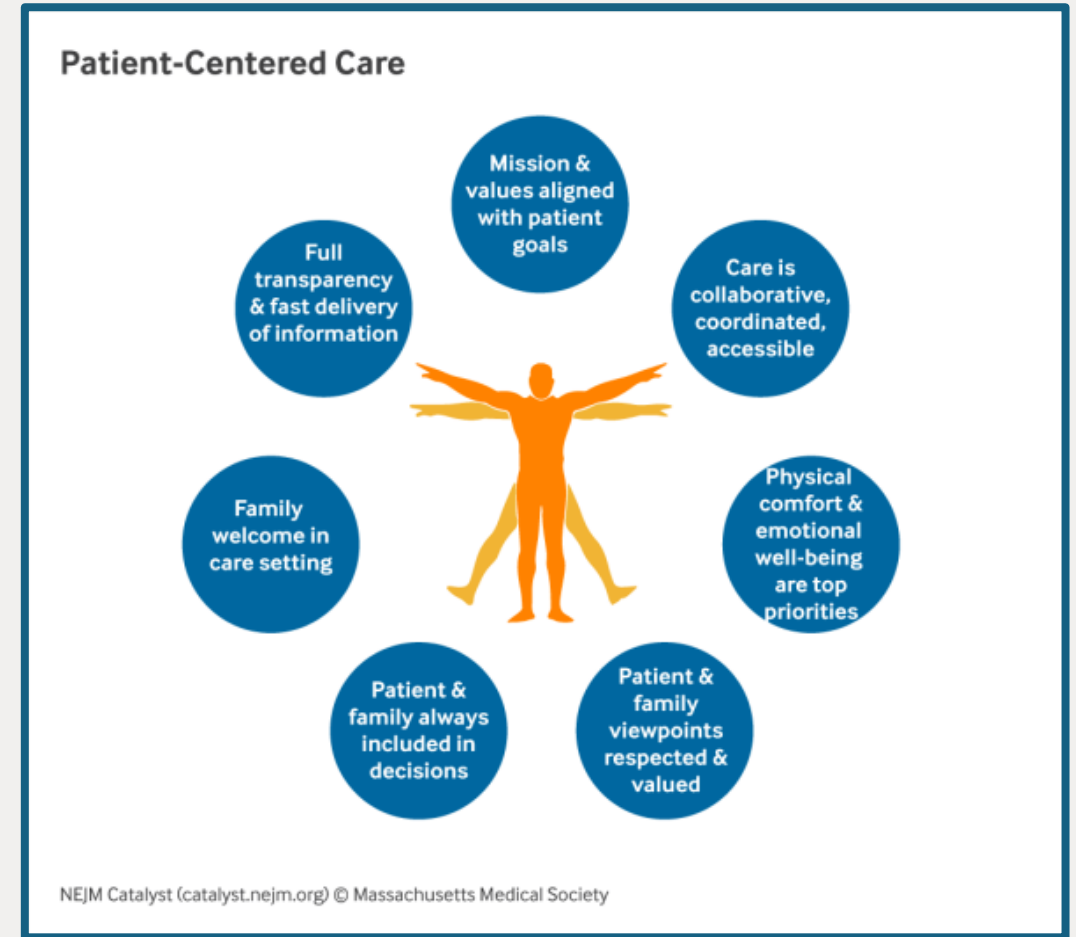 Patient-Centered Care
Mission &
values aligned
with patient
goals
Care is
collaborative,
coordinated,
accessible
Physical
comfort &
emotional
well-being
are top
priorities
Patient &
family
viewpoints
respected &
valued
Patient &
family always
included in
decisions
Family
welcome in
care setting
Full
transparency
& fast delivery
of information
NEJM Catalyst (catalyst.nejm.org) © Massachusetts Medical Society